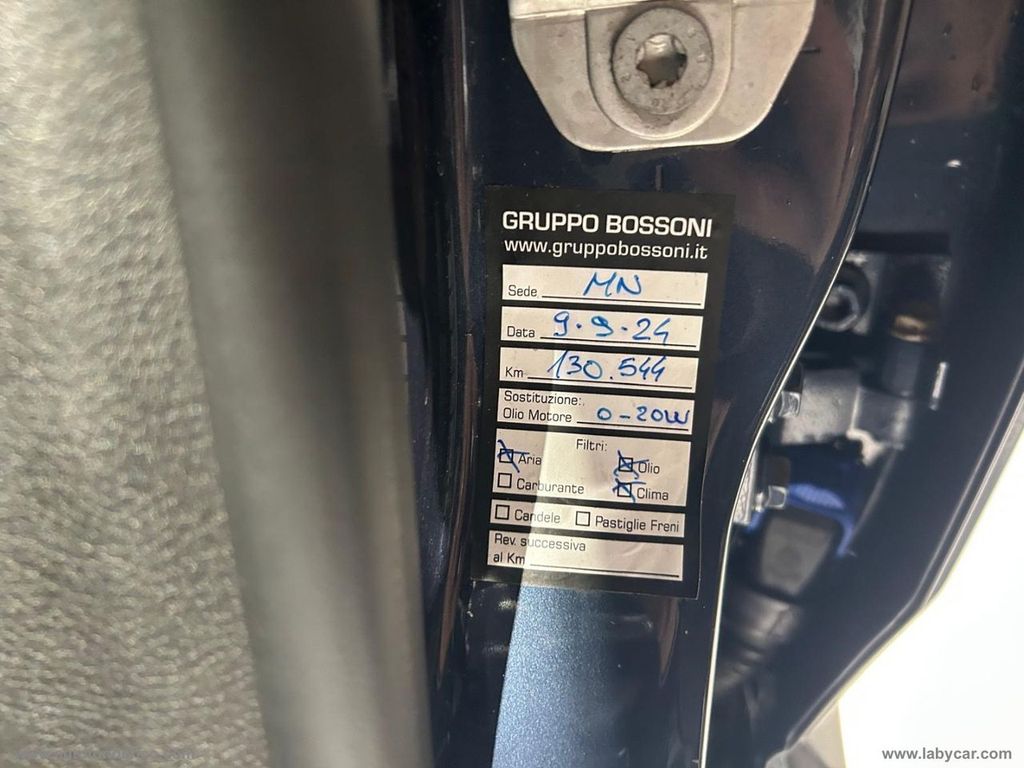 GRUPPO BOSSONI
www.gruppobossoni.it
Sede MN
Data 9.9.24
Km 130.544
Sostituzione:
Olio Motore 0-20W
Filtri:
Aria Olio
Carburante Clima
Candele Pastiglie Freni
Rev. successiva
al Km
www.labycar.com